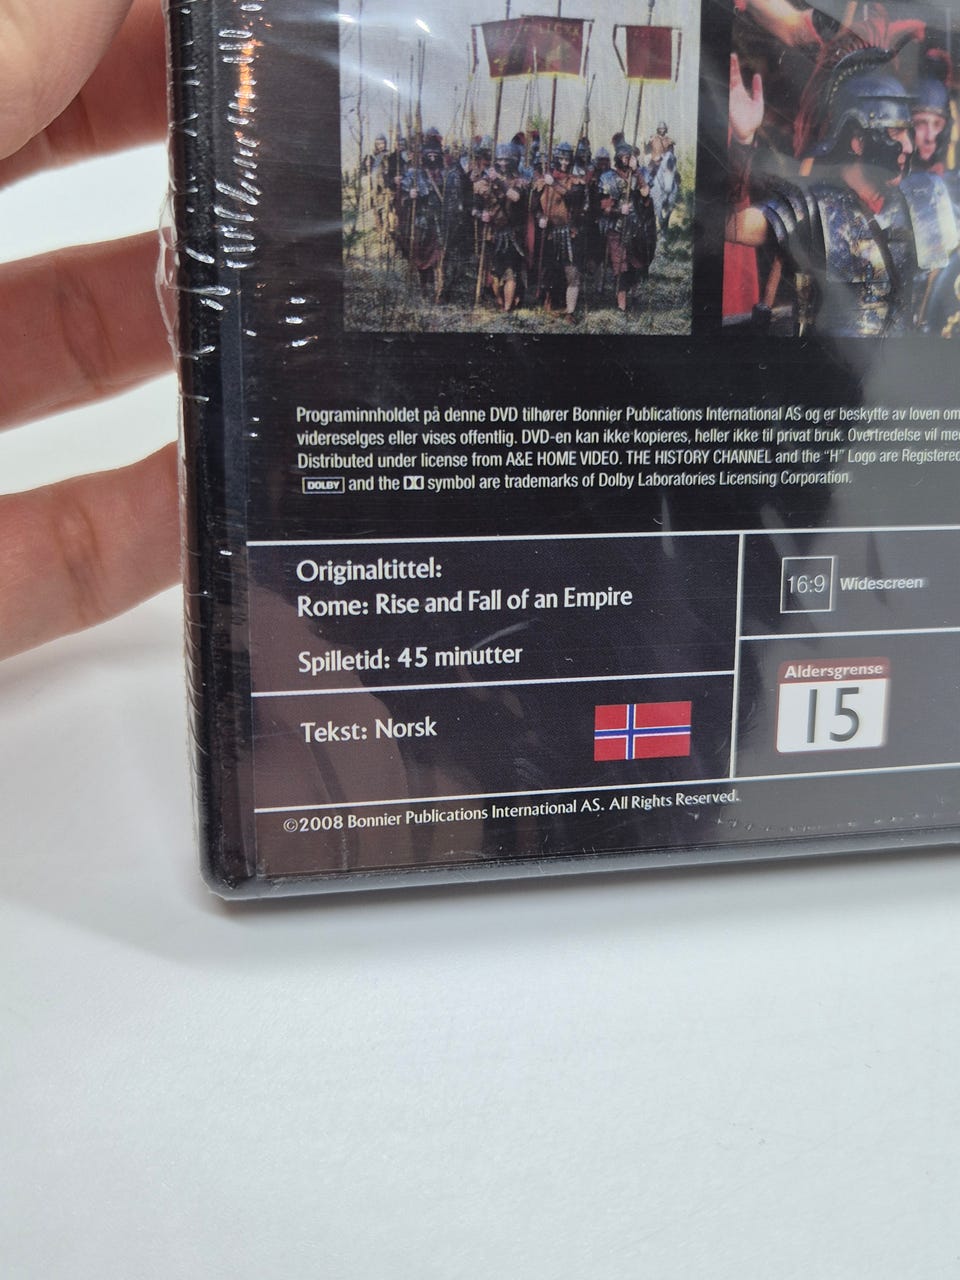 Programinnholdet på denne DVD tilhører Bonnier Publications International AS og er beskytte av loven om
videreselges eller vises offentlig. DVD-en kan ikke kopieres, heller ikke til privat bruk. Overtredelse vil
Distributed under license from A&E HOME VIDEO. THE HISTORY CHANNEL and the "H" Logo are Registered
DOLBY and the symbol are trademarks of Dolby Laboratories Licensing Corporation.
Originaltittel:
Rome: Rise and Fall of an Empire
Spilletid: 45 minutter
Tekst: Norsk
16:9 Widescreen
Aldersgrense
15
©2008 Bonnier Publications International AS. All Rights Reserved.